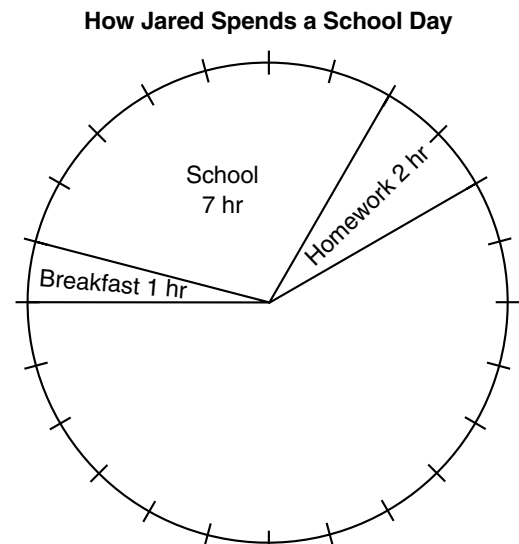 How Jared Spends a School Day
School
7 hr
Homework 2 hr
Breakfast 1 hr